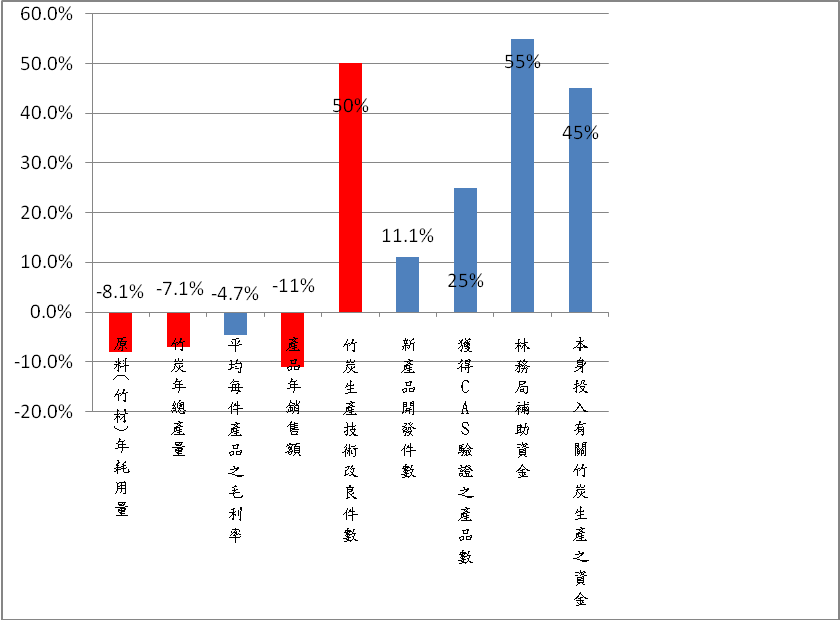 60.0%
50.0%
40.0%
30.0%
20.0%
10.0%
0.0%
-10.0%
-20.0%
-8.1%
-7.1%
-4.7%
-11%
50%
11.1%
25%
55%
45%
原料(竹材)年耗用量
竹炭年總產量
平均每件產品之毛利率
產品年銷售額
竹炭生產技術改良件數
新產品開發件數
獲得CAS驗證之產品數
林務局補助資金
本身投入有關竹炭生產之資金